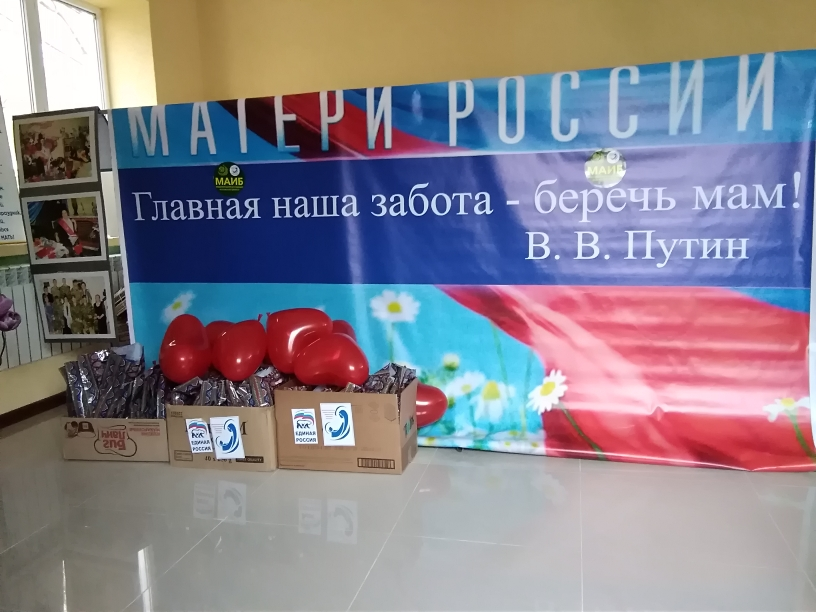 МАТЕРИ РОССИИ
МАИБ
Главная наша забота - беречь мам!
В. В. Путин
МАИБ
ЕДИНАЯ
РОССИЯ
ЕДИНАЯ
РОССИЯ